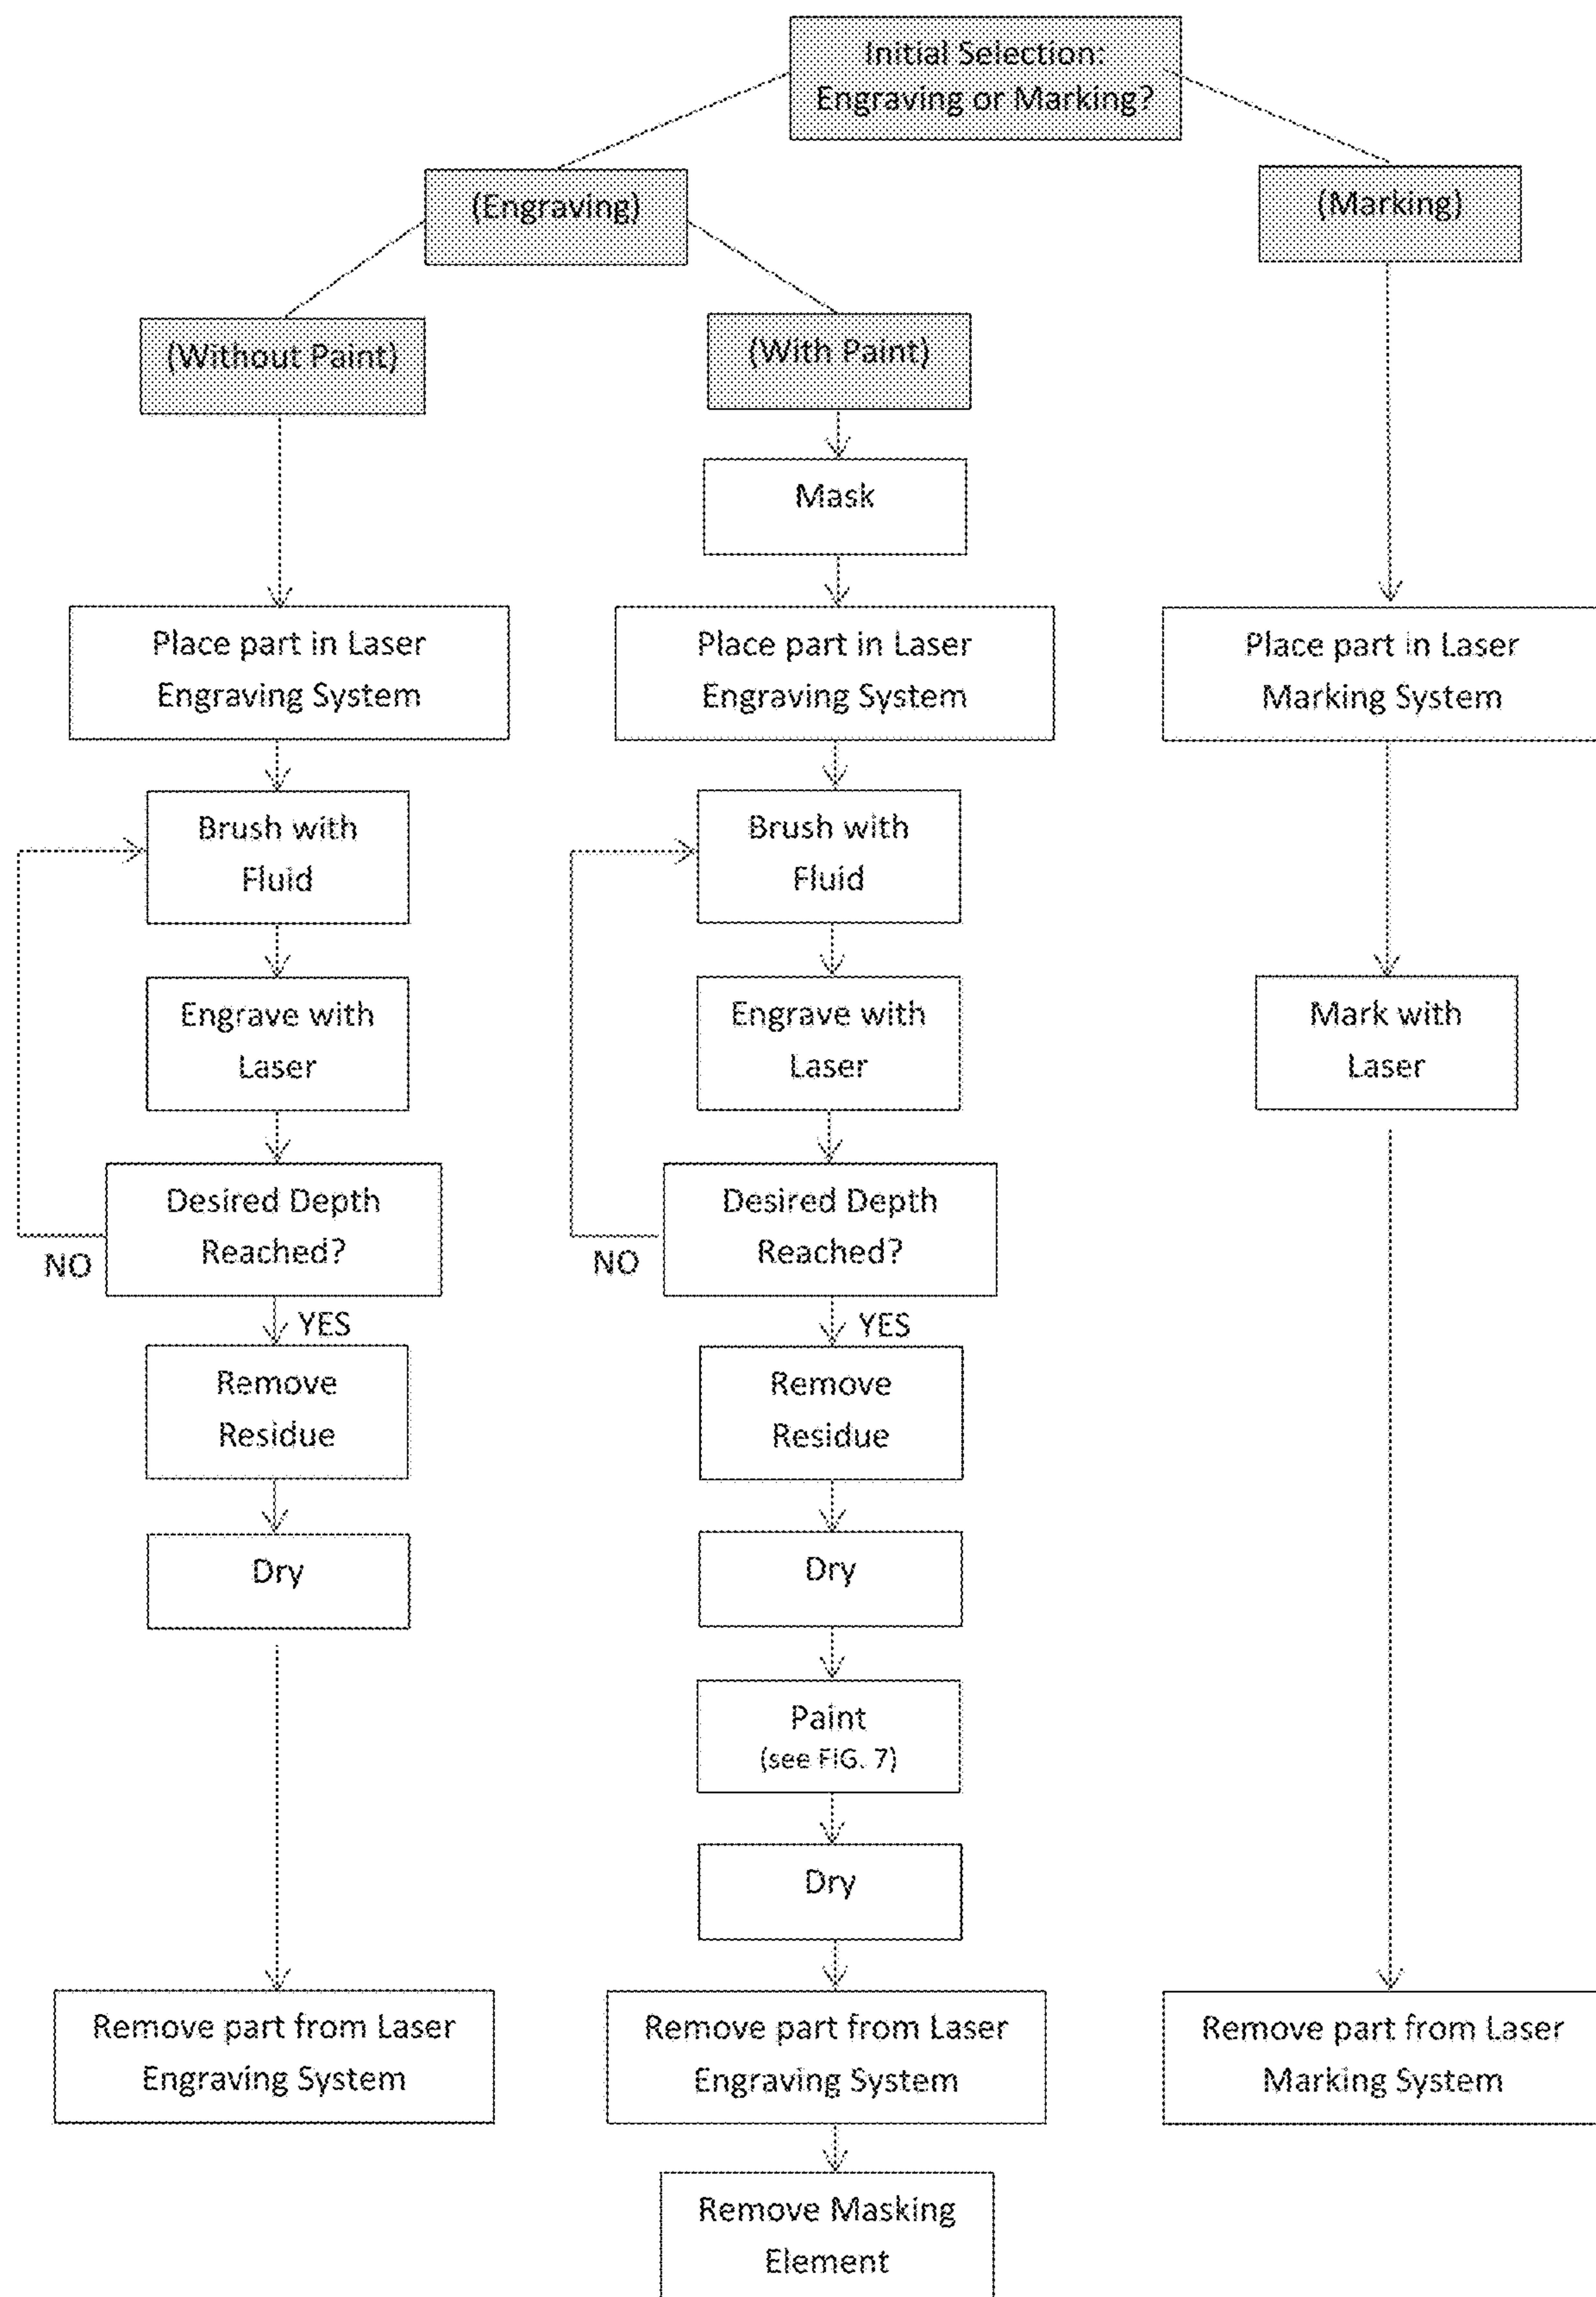 Initial Selection:
Engraving or Marking?
(Engraving)
(Marking)
(Without Paint)
(With Paint)
Mask
Place part in Laser
Engraving System
Place part in Laser
Engraving System
Place part in Laser
Marking System
Brush with
Fluid
Brush with
Fluid
Engrave with
Laser
Engrave with
Laser
Mark with
Laser
Desired Depth
Reached?
Desired Depth
Reached?
NO
NO
YES
YES
Remove
Residue
Remove
Residue
Dry
Dry
Paint
(see FIG. 7)
Dry
Remove part from Laser
Engraving System
Remove part from Laser
Engraving System
Remove part from Laser
Marking System
Remove Masking
Element